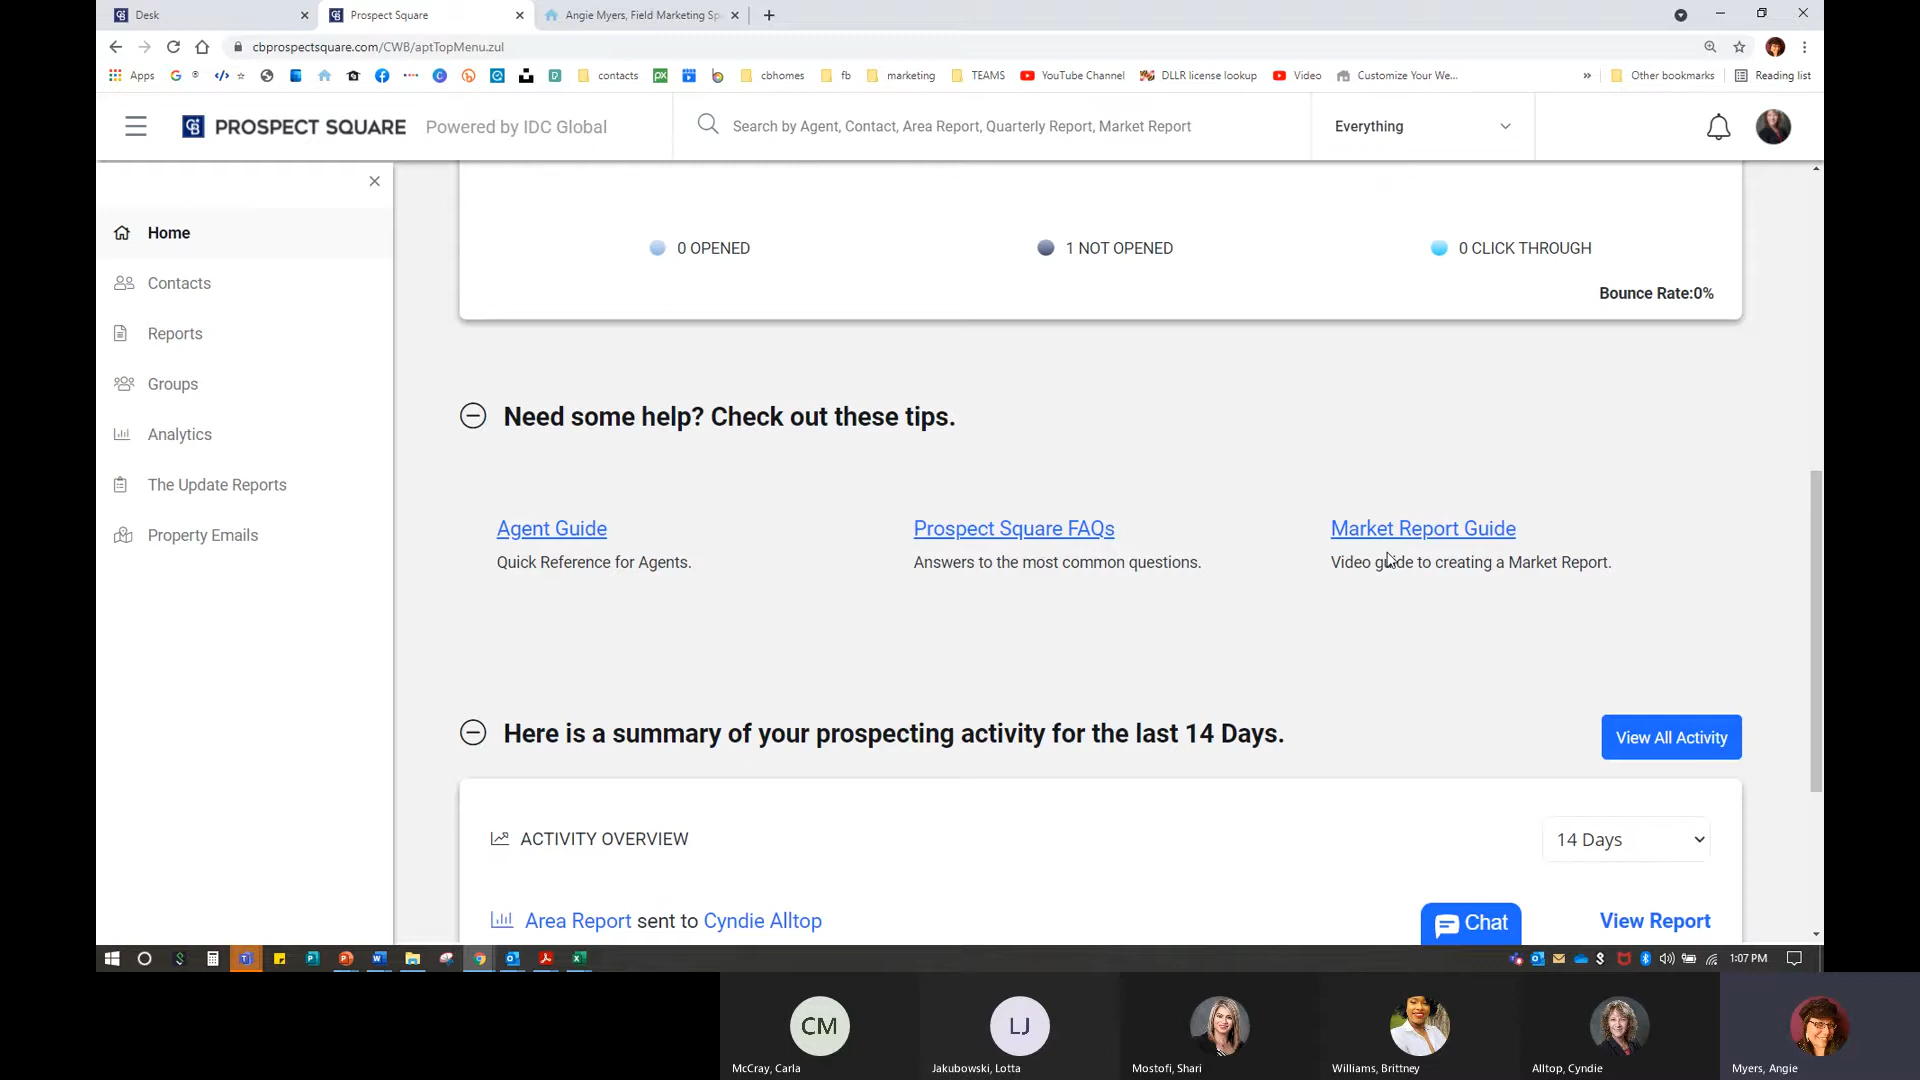 Desk
Prospect Square
Angie Myers, Field Marketing Sp
cbprospectsquare.com/CWB/aptTopMenu.zul
Apps
contacts
cbhomes
fb
marketing
TEAMS
YouTube Channel
DLLR license lookup
Video
Customize Your We...
»
Other bookmarks
Reading list
PROSPECT SQUARE
Powered by IDC Global
Search by Agent, Contact, Area Report, Quarterly Report, Market Report
Everything
Home
Contacts
Reports
Groups
Analytics
The Update Reports
Property Emails
0 OPENED
1 NOT OPENED
0 CLICK THROUGH
Bounce Rate:0%
Need some help? Check out these tips.
Agent Guide
Prospect Square FAQs
Market Report Guide
Quick Reference for Agents.
Answers to the most common questions.
Video guide to creating a Market Report.
Here is a summary of your prospecting activity for the last 14 Days.
View All Activity
ACTIVITY OVERVIEW
14 Days
Area Report sent to Cyndie Alltop
Chat
View Report
1:07 PM
CM
LJ
McCray, Carla
Jakubowski, Lotta
Mostofi, Shari
Williams, Brittney
Alltop, Cyndie
Myers, Angie